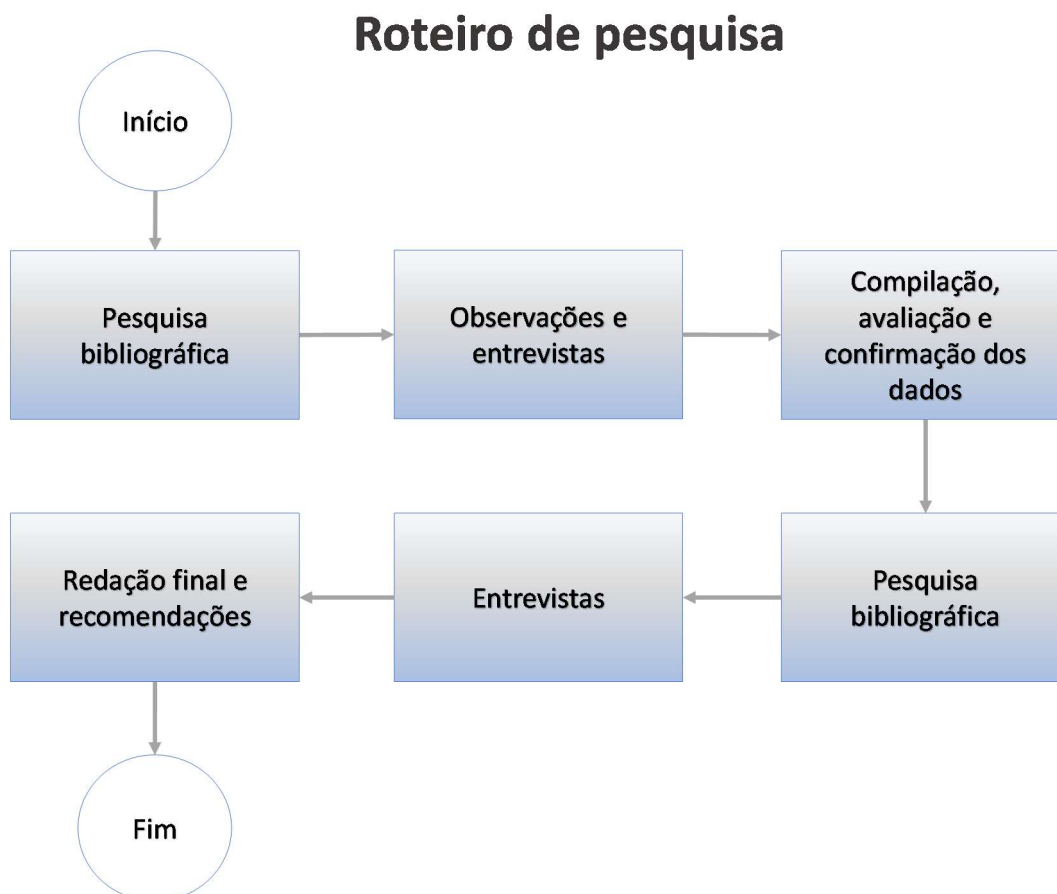 Roteiro de pesquisa
Início
Pesquisa
bibliográfica
Observações e
entrevistas
Compilação,
avaliação e
confirmação dos
dados
Pesquisa
bibliográfica
Entrevistas
Redação final e
recomendações
Fim